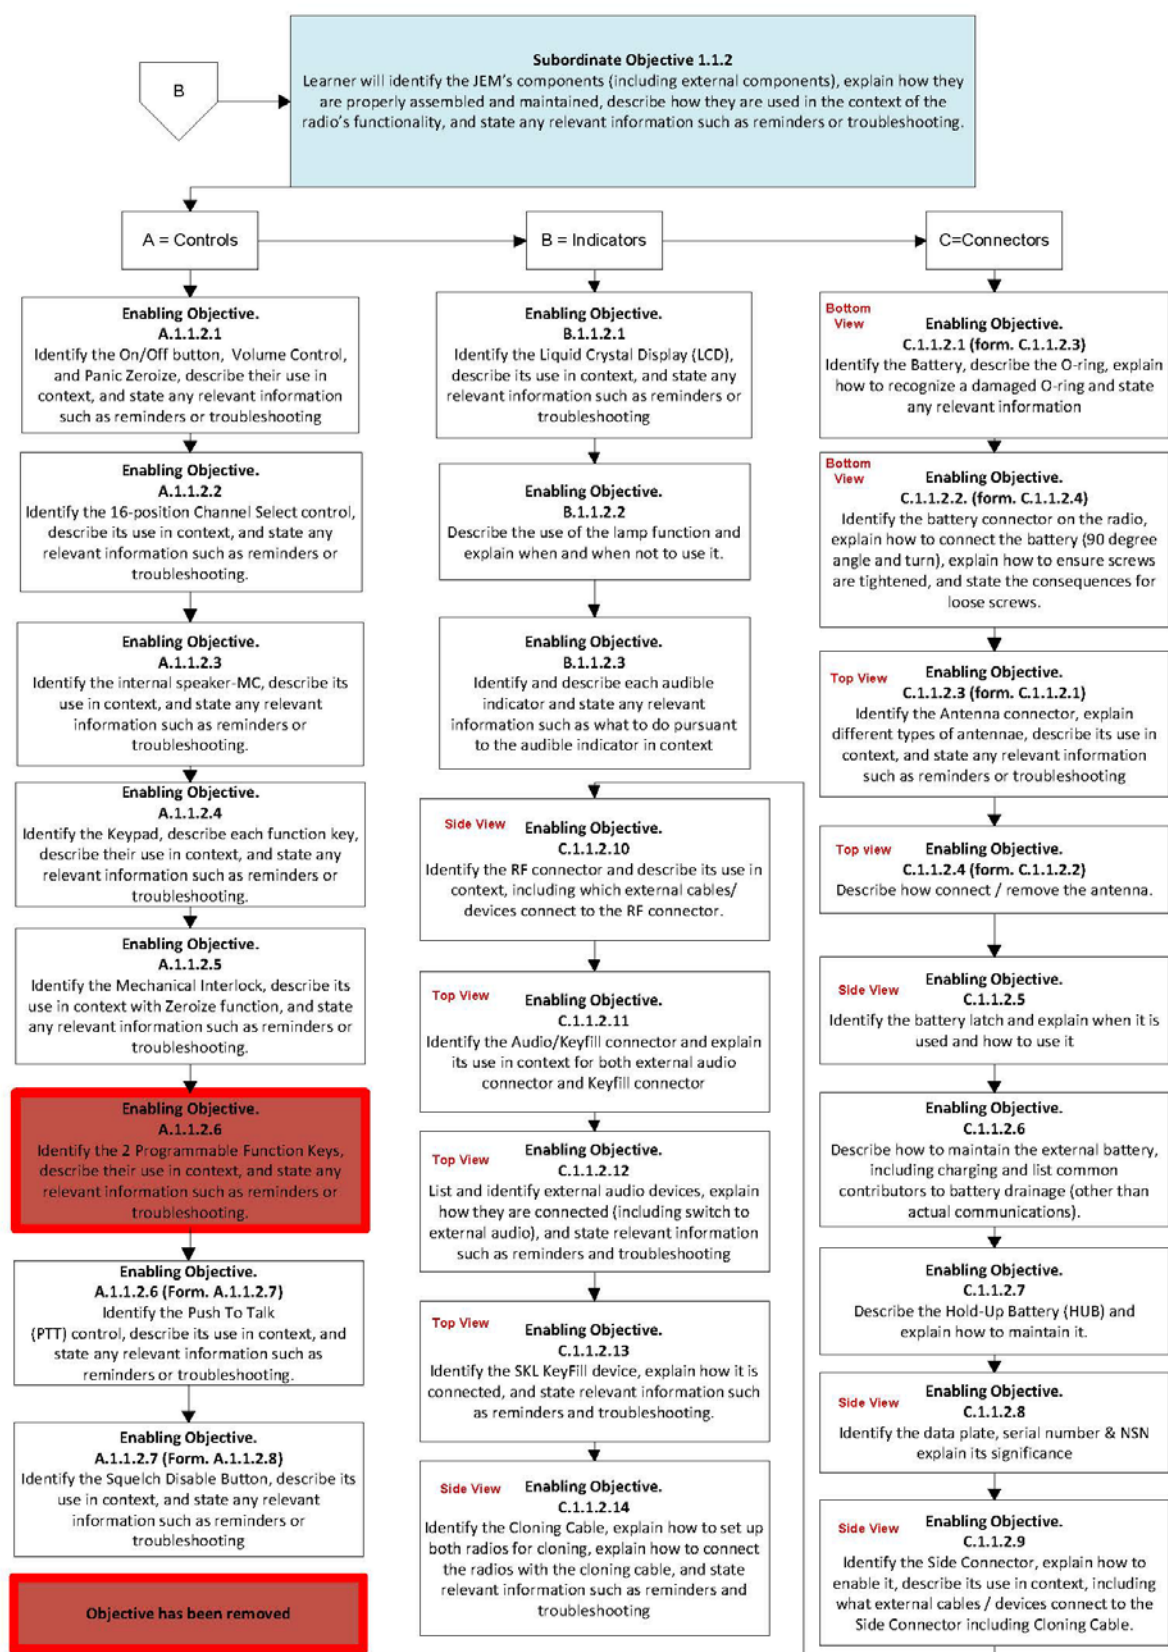 Subordinate Objective 1.1.2
Learner will identify the JEM's components (including external components), explain how they
are properly assembled and maintained, describe how they are used in the context of the
radio's functionality, and state any relevant information such as reminders or troubleshooting.
B
A = Controls
B = Indicators
C=Connectors
Enabling Objective.
A.1.1.2.1
Identify the On/Off button, Volume Control,
and Panic Zeroize, describe their use in
context, and state any relevant information
such as reminders or troubleshooting
Enabling Objective.
A.1.1.2.2
Identify the 16-position Channel Select control,
describe its use in context, and state any
relevant information such as reminders or
troubleshooting.
Enabling Objective.
A.1.1.2.3
Identify the internal speaker-MC, describe its
use in context, and state any relevant
information such as reminders or
troubleshooting.
Enabling Objective.
A.1.1.2.4
Identify the Keypad, describe each function key,
describe their use in context, and state any
relevant information such as reminders or
troubleshooting.
Enabling Objective.
A.1.1.2.5
Identify the Mechanical Interlock, describe its
use in context with Zeroize function, and state
any relevant information such as reminders or
troubleshooting.
Enabling Objective.
A.1.1.2.6
Identify the 2 Programmable Function Keys,
describe their use in context, and state any
relevant information such as reminders or
troubleshooting.
Enabling Objective.
A.1.1.2.6 (Form. A.1.1.2.7)
Identify the Push To Talk
(PTT) control, describe its use in context, and
state any relevant information such as
reminders or troubleshooting.
Enabling Objective.
A.1.1.2.7 (Form. A.1.1.2.8)
Identify the Squelch Disable Button, describe its
use in context, and state any relevant
information such as reminders or
troubleshooting
Objective has been removed
Enabling Objective.
B.1.1.2.1
Identify the Liquid Crystal Display (LCD),
describe its use in context, and state any
relevant information such as reminders or
troubleshooting
Enabling Objective.
B.1.1.2.2
Describe the use of the lamp function and
explain when and when not to use it.
Enabling Objective.
B.1.1.2.3
Identify and describe each audible
indicator and state any relevant
information such as what to do pursuant
to the audible indicator in context
Side View
Enabling Objective.
C.1.1.2.10
Identify the RF connector and describe its use in
context, including which external cables/
devices connect to the RF connector.
Top View
Enabling Objective.
C.1.1.2.11
Identify the Audio/Keyfill connector and explain
its use in context for both external audio
connector and Keyfill connector
Top View
Enabling Objective.
C.1.1.2.12
List and identify external audio devices, explain
how they are connected (including switch to
external audio), and state relevant information
such as reminders and troubleshooting
Top View
Enabling Objective.
C.1.1.2.13
Identify the SKL KeyFill device, explain how it is
connected, and state relevant information such
as reminders and troubleshooting.
Side View
Enabling Objective.
C.1.1.2.14
Identify the Cloning Cable, explain how to set up
both radios for cloning, explain how to connect
the radios with the cloning cable, and state
relevant information such as reminders and
troubleshooting
Bottom
View
Enabling Objective.
C.1.1.2.1 (form. C.1.1.2.3)
Identify the Battery, describe the O-ring, explain
how to recognize a damaged O-ring and state
any relevant information
Bottom
View
Enabling Objective.
C.1.1.2.2. (form. C.1.1.2.4)
Identify the battery connector on the radio,
explain how to connect the battery (90 degree
angle and turn), explain how to ensure screws
are tightened, and state the consequences for
loose screws.
Top View
Enabling Objective.
C.1.1.2.3 (form. C.1.1.2.1)
Identify the Antenna connector, explain
different types of antennae, describe its use in
context, and state any relevant information
such as reminders or troubleshooting
Top view
Enabling Objective.
C.1.1.2.4 (form. C.1.1.2.2)
Describe how connect / remove the antenna.
Side View
Enabling Objective.
C.1.1.2.5
Identify the battery latch and explain when it is
used and how to use it
Enabling Objective.
C.1.1.2.6
Describe how to maintain the external battery,
including charging and list common
contributors to battery drainage (other than
actual communications).
Enabling Objective.
C.1.1.2.7
Describe the Hold-Up Battery (HUB) and
explain how to maintain it.
Side View
Enabling Objective.
C.1.1.2.8
Identify the data plate, serial number & NSN
explain its significance
Side View
Enabling Objective.
C.1.1.2.9
Identify the Side Connector, explain how to
enable it, describe its use in context, including
what external cables / devices connect to the
Side Connector including Cloning Cable.